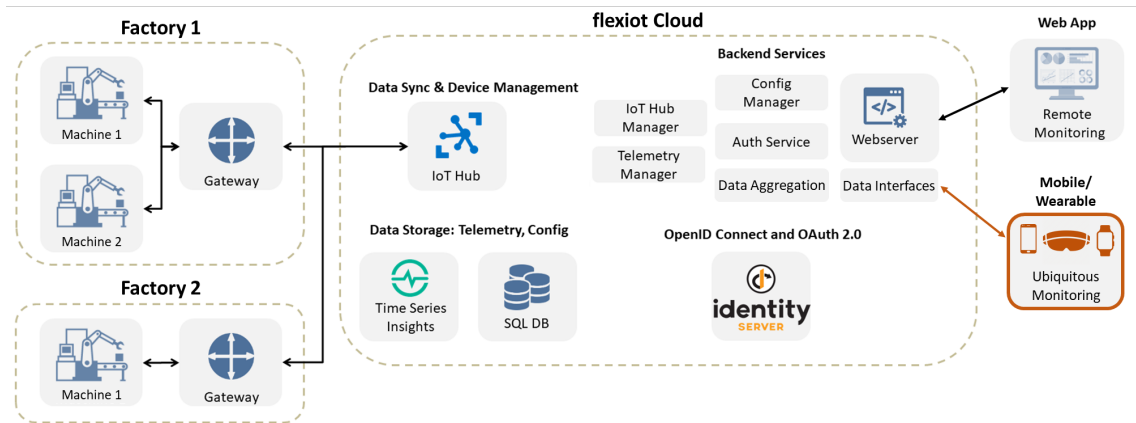 Factory 1
Machine 1
Machine 2
Gateway
Factory 2
Machine 1
Gateway
flexiot Cloud
Data Sync & Device Management
IoT Hub
Backend Services
IoT Hub
Manager
Telemetry
Manager
Config
Manager
Auth Service
Data Aggregation
</>
Webserver
Data Interfaces
Data Storage: Telemetry, Config
Time Series
Insights
SQL DB
OpenID Connect and OAuth 2.0
identity
SERVER
Web App
Remote
Monitoring
Mobile/
Wearable
Ubiquitous
Monitoring